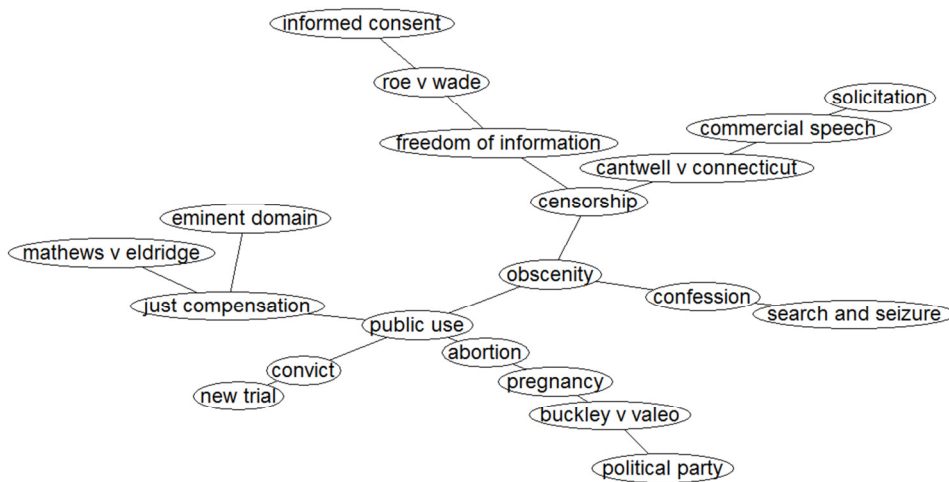 informed consent
roe v wade
solicitation
commercial speech
freedom of information
cantwell v connecticut
censorship
eminent domain
mathews v eldridge
obscenity
confession
just compensation
search and seizure
public use
abortion
convict
pregnancy
new trial
buckley v valeo
political party